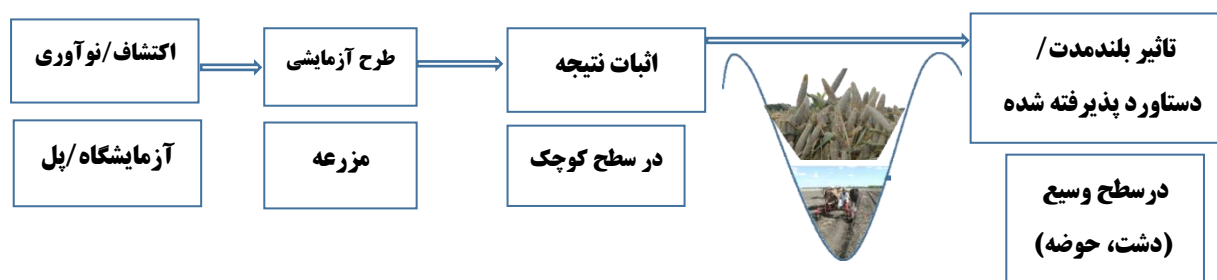 اکتشاف/نوآوری
آزمایشگاه/پل
طرح آزمایشی
مزرعه
اثبات نتیجه
در سطح کوچک
تاثیر بلندمدت/
دستاورد پذیرفته شده
درسطح وسیع
(دشت، حوضه)